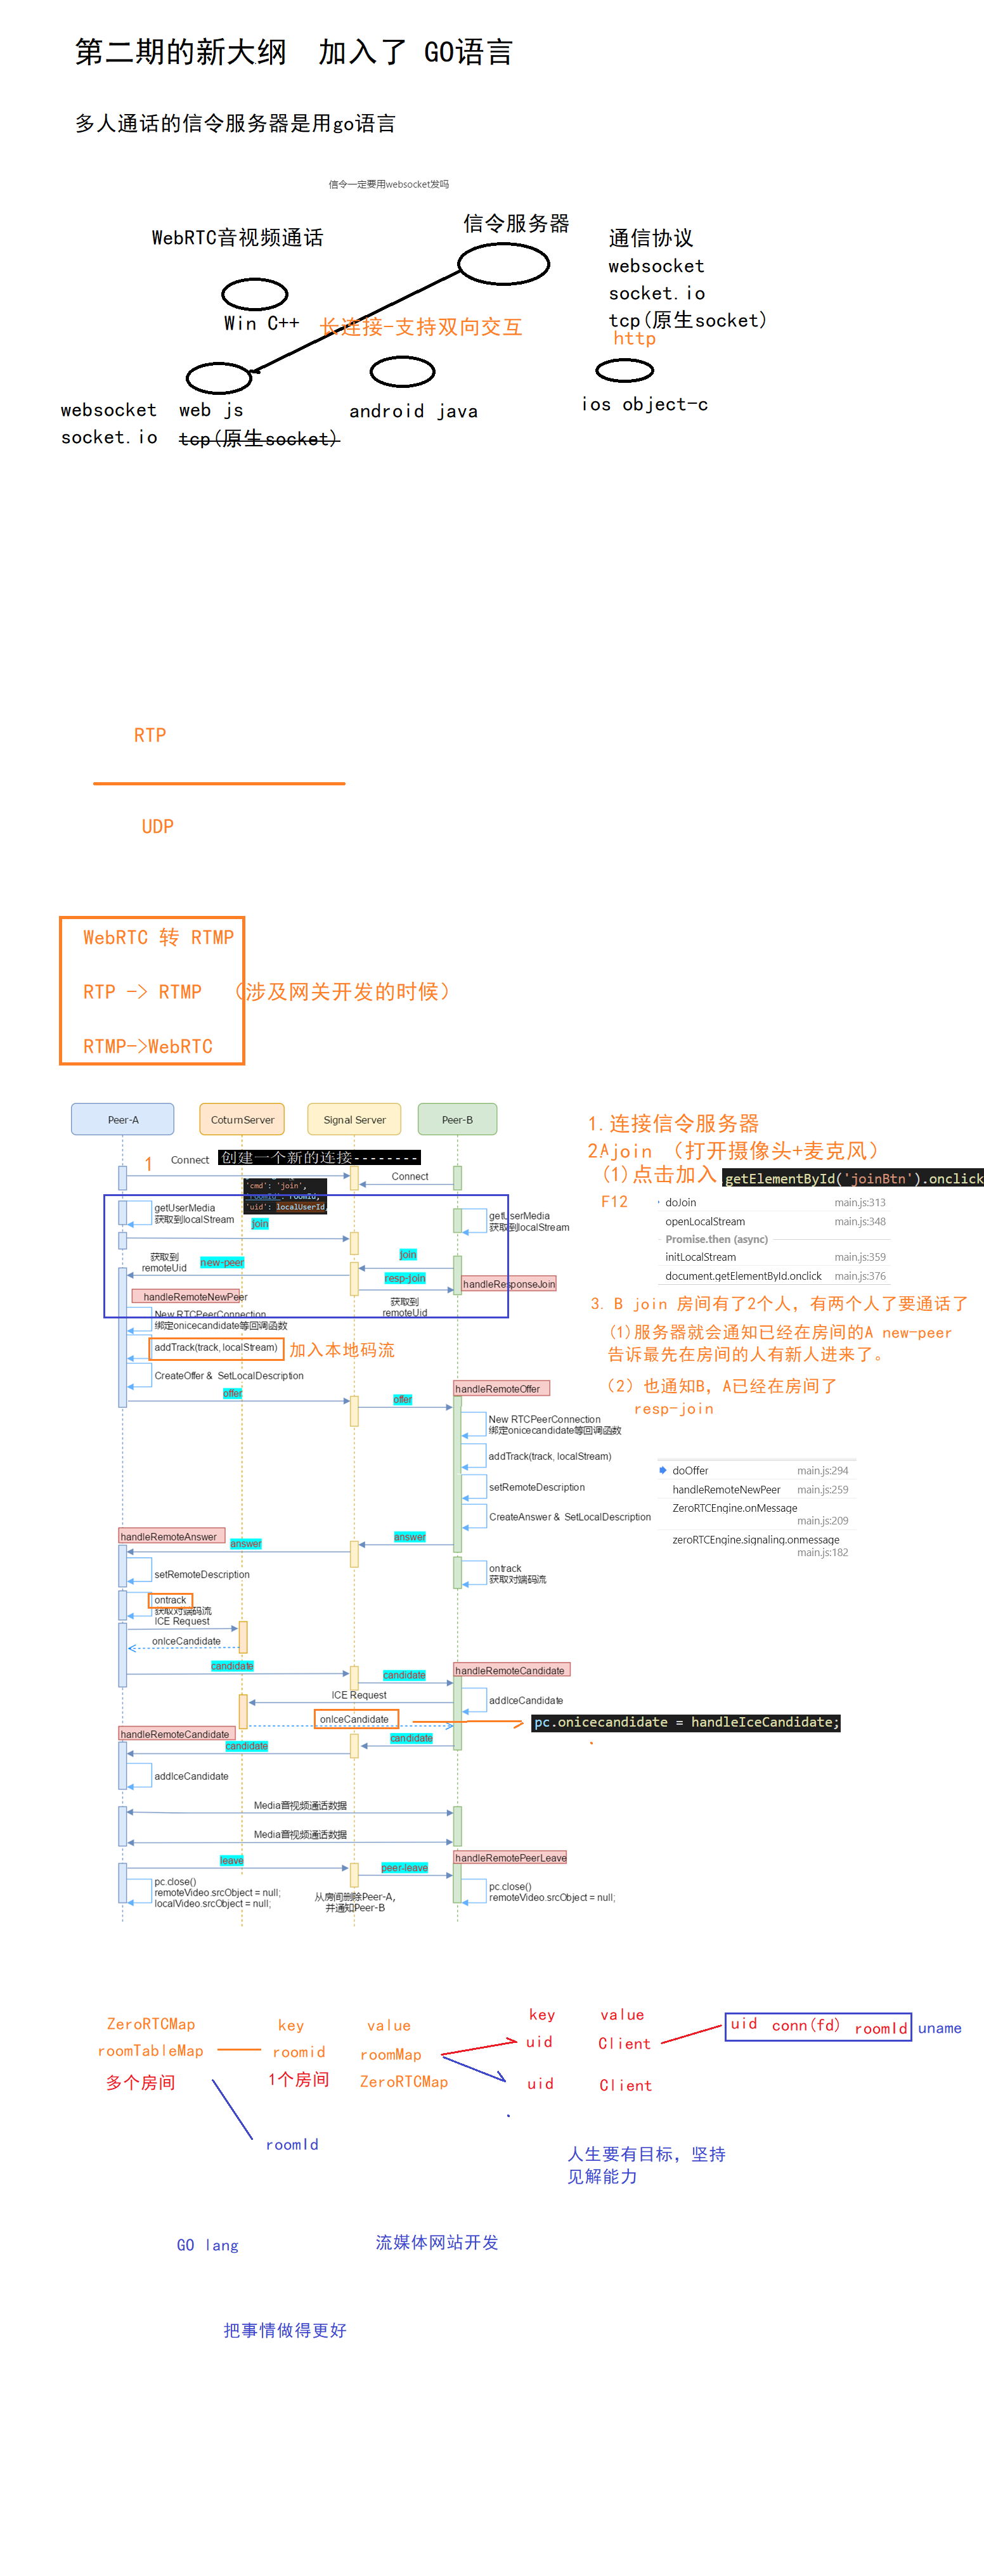 第二期的新大纲 加入了 GO语言
多人通话的信令服务器是用go语言
信令一定要用websocket发吗
WebRTC音视频通话
信令服务器
通信协议
websocket
socket.io
tcp(原生socket)
http
Win C++
长连接-支持双向交互
websocket
socket.io
web js
tcp(原生socket)
android java
ios object-c
RTP
UDP
WebRTC 转 RTMP
RTP -> RTMP （涉及网关开发的时候）
RTMP->WebRTC
Peer-A
CoturnServer
Signal Server
Peer-B
1
Connect
创建一个新的连接--------
Connect
'cmd': 'join',
'roomId': roomId,
'uid': localUserId,
getUserMedia
获取到localStream
join
getUserMedia
获取到localStream
获取到
remoteUid
new-peer
join
resp-join
handleResponseJoin
handleRemoteNewPeer
获取到
remoteUid
New RTCPeerConnection
绑定onicecandidate等回调函数
addTrack(track, localStream)
加入本地码流
CreateOffer & SetLocalDescription
offer
offer
handleRemoteOffer
New RTCPeerConnection
绑定onicecandidate等回调函数
addTrack(track, localStream)
setRemoteDescription
CreateAnswer & SetLocalDescription
handleRemoteAnswer
answer
answer
setRemoteDescription
ontrack
获取对端码流
ontrack
获取对端码流
ICE Request
onIceCandidate
candidate
candidate
handleRemoteCandidate
ICE Request
addIceCandidate
onIceCandidate
pc.onicecandidate = handleIceCandidate;
handleRemoteCandidate
candidate
candidate
addIceCandidate
Media音视频通话数据
Media音视频通话数据
leave
peer-leave
handleRemotePeerLeave
pc.close()
remoteVideo.srcObject = null;
localVideo.srcObject = null;
从房间删除Peer-A，
并通知Peer-B
pc.close()
remoteVideo.srcObject = null;
1.连接信令服务器
2Ajoin （打开摄像头+麦克风）
(1)点击加入
getElementById('joinBtn').onclick
F12
doJoin main.js:313
openLocalStream main.js:348
Promise.then (async)
initLocalStream main.js:359
document.getElementById.onclick main.js:376
3. B join 房间有了2个人，有两个人了要通话了
(1)服务器就会通知已经在房间的A new-peer
告诉最先在房间的人有新人进来了。
（2）也通知B，A已经在房间了
resp-join
doOffer main.js:294
handleRemoteNewPeer main.js:259
ZeroRTCEngine.onMessage
main.js:209
zeroRTCEngine.signaling.onmessage
main.js:182
ZeroRTCMap
roomTableMap
多个房间
key
roomid
1个房间
value
roomMap
ZeroRTCMap
key
uid
uid
value
Client
Client
uid conn(fd) roomId
uname
roomId
人生要有目标，坚持
见解能力
GO lang
流媒体网站开发
把事情做得更好